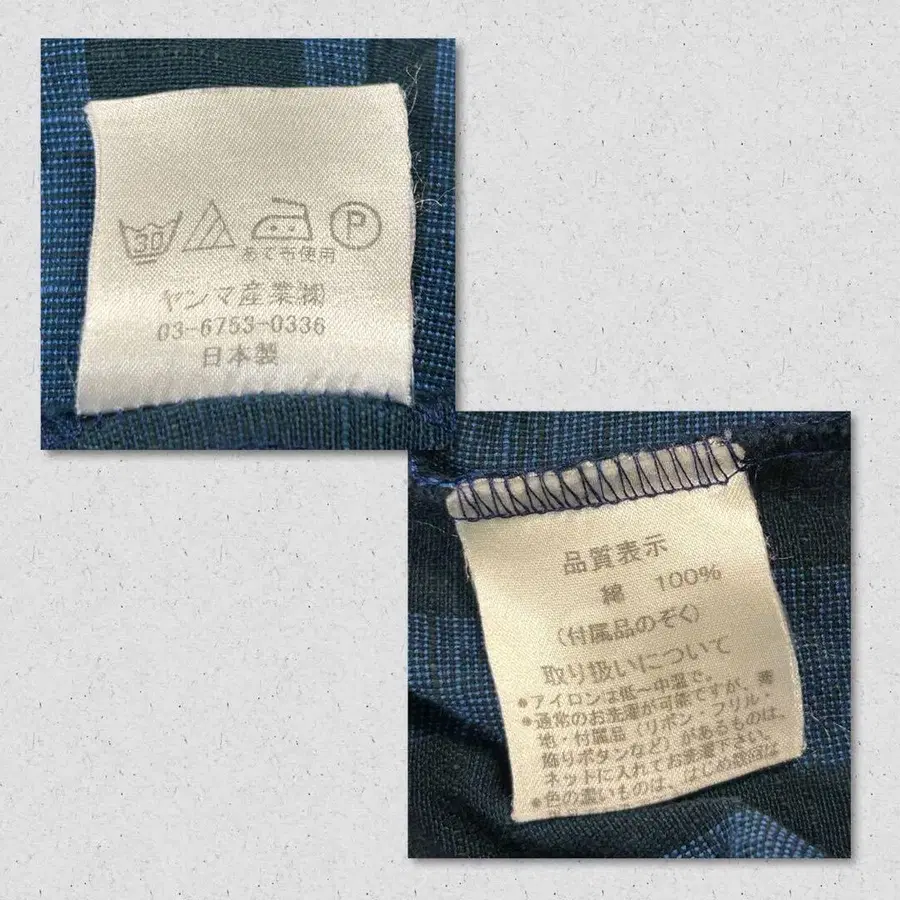 30
P
あて布使用
ヤンマ産業㈱
03-6753-0336
日本製
品質表示
綿 100%
(付属品のぞく)
取り扱いについて
●アイロンは低〜中温で。
●通常のお洗濯が可能ですが、薄
地・付属品(リボン・フリル・
飾りボタンなど)があるものは、
ネットに入れてお洗濯下さい。
●色の濃いものは、はじめ数回な